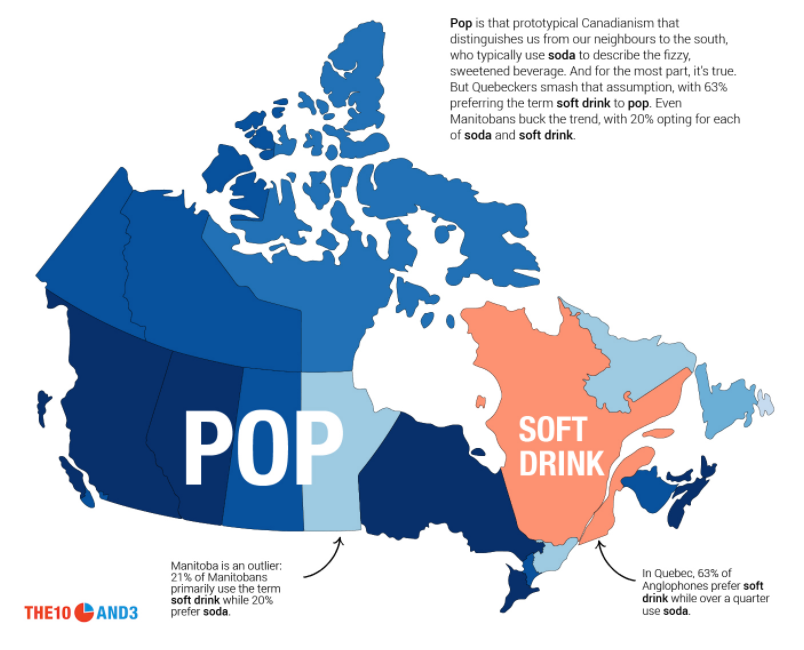 Pop is that prototypical Canadianism that
distinguishes us from our neighbours to the south,
who typically use soda to describe the fizzy,
sweetened beverage. And for the most part, it's true.
But Quebeckers smash that assumption, with 63%
preferring the term soft drink to pop. Even
Manitobans buck the trend, with 20% opting for each
of soda and soft drink.
POP
SOFT
DRINK
Manitoba is an outlier:
21% of Manitobans
primarily use the term
soft drink while 20%
prefer soda.
In Quebec, 63% of
Anglophones prefer soft
drink while over a quarter
use soda.
THE10 AND3